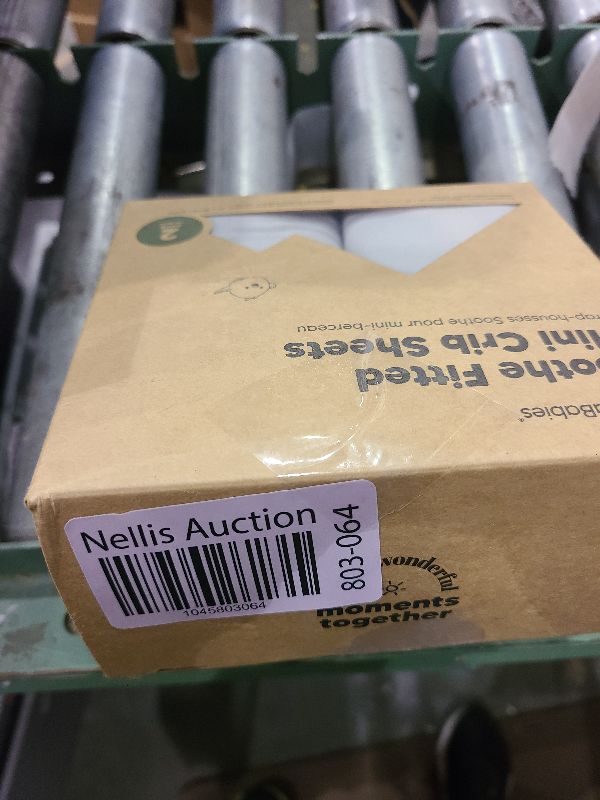 aBabies
othe Fitted
ini Crib Sheets
rap-housses Soothe pour mini-berceau
Nellis Auction
1045803064
803-064
wonderful
moments
together